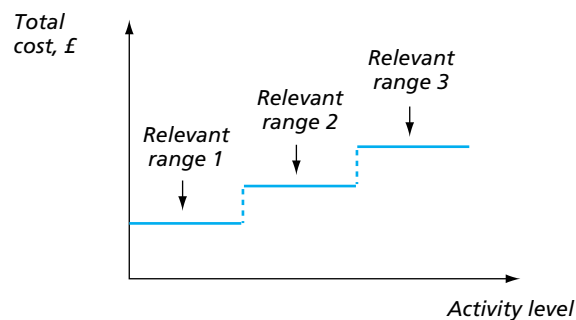 Total
cost, £
Relevant
range 1
Relevant
range 2
Relevant
range 3
Activity level